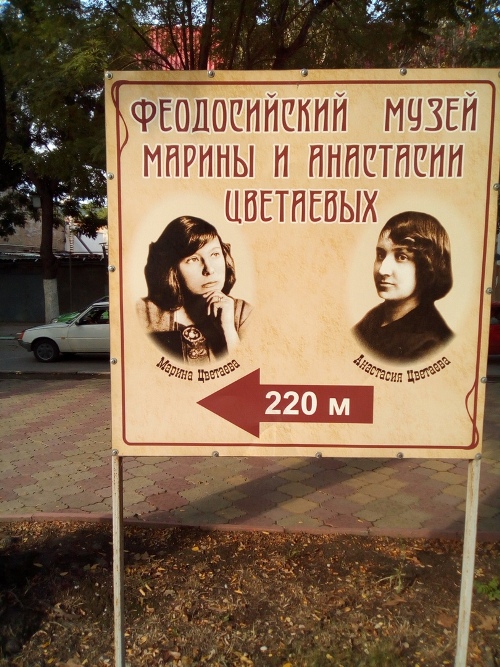 ФЕОДОСИЙСКИЙ МУЗЕЙ
МАРИНЫ И АНАСТАСИИ
ЦВЕТАЕВЫХ
Марина Цветаева
Анастасия Цветаева
220 м